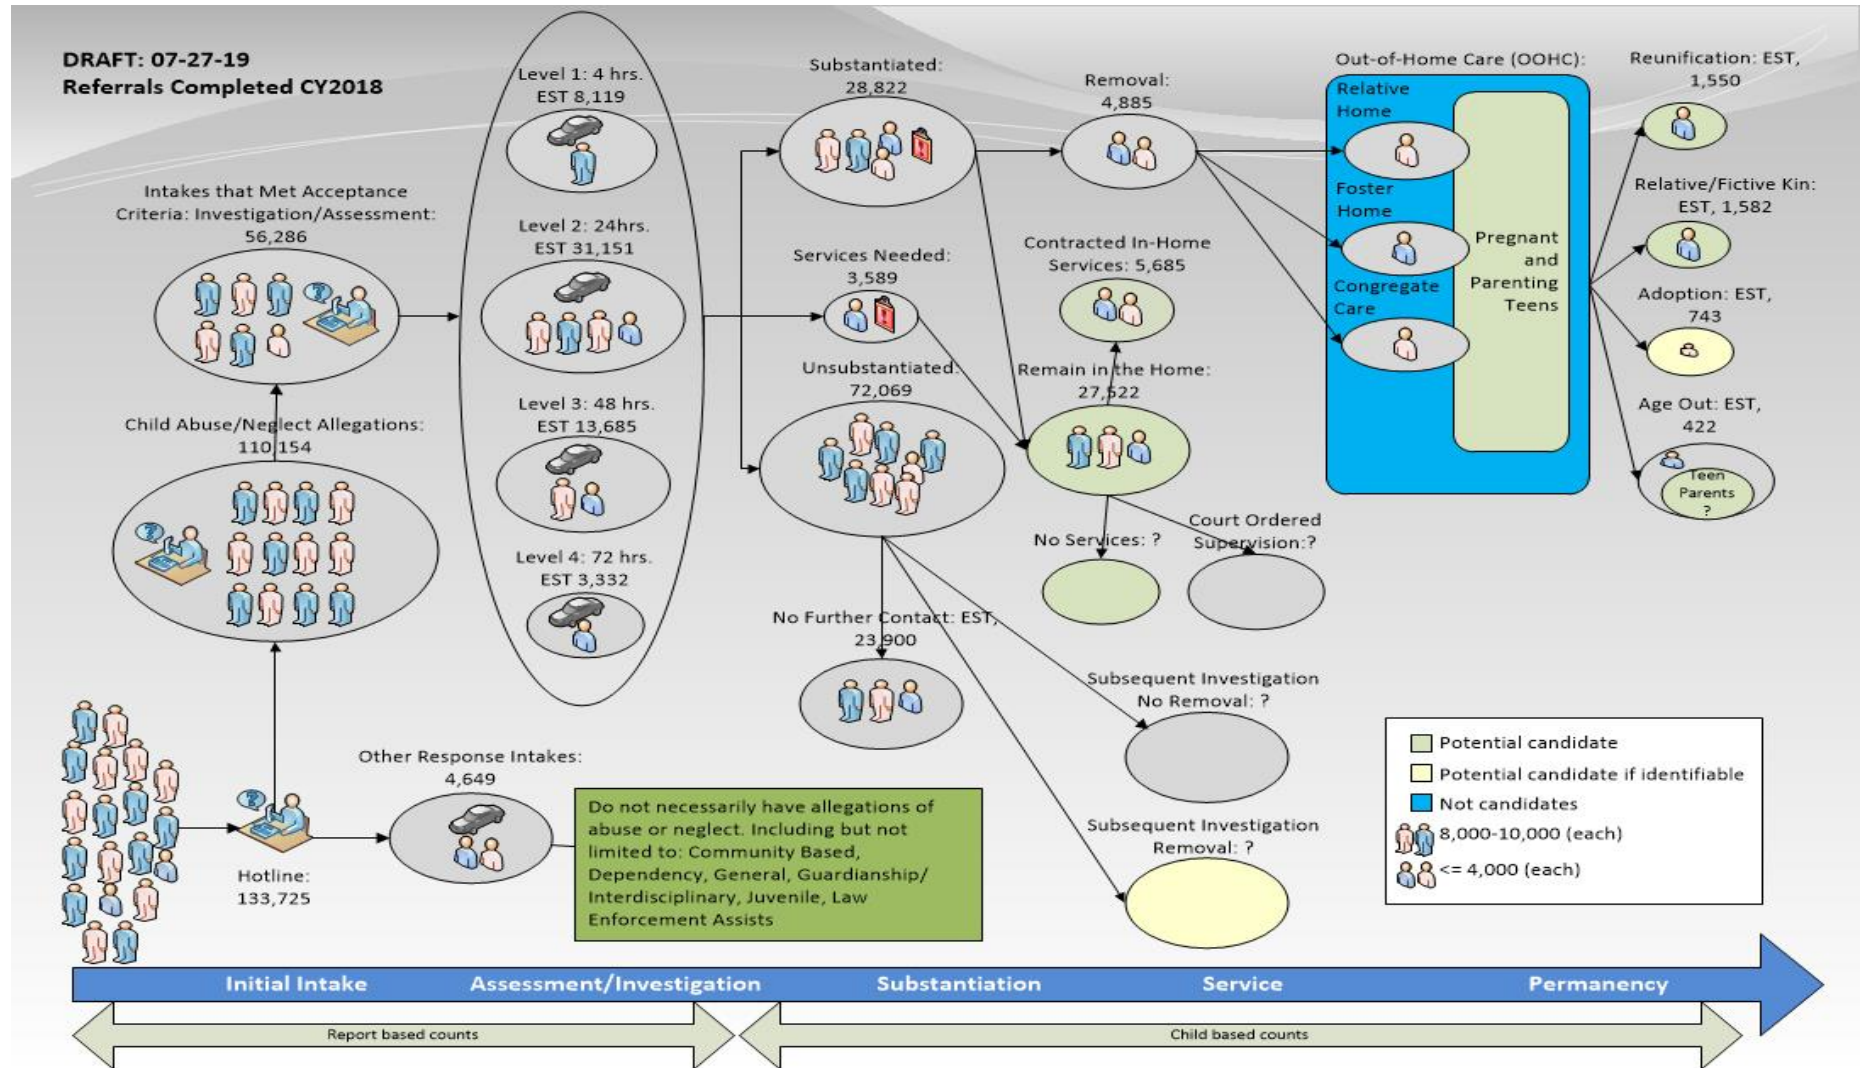 DRAFT: 07-27-19
Referrals Completed CY2018
Intakes that Met Acceptance
Criteria: Investigation/Assessment:
56,286
Child Abuse/Neglect Allegations:
110,154
Hotline:
133,725
Other Response Intakes:
4,649
Do not necessarily have allegations of
abuse or neglect. Including but not
limited to: Community Based,
Dependency, General, Guardianship/
Interdisciplinary, Juvenile, Law
Enforcement Assists
Level 1: 4 hrs.
EST 8,119
Level 2: 24hrs.
EST 31,151
Level 3: 48 hrs.
EST 13,685
Level 4: 72 hrs.
EST 3,332
Substantiated:
28,822
Services Needed:
3,589
Unsubstantiated:
72,069
No Further Contact: EST,
23,900
Removal:
4,885
Contracted In-Home
Services: 5,685
Remain in the Home:
27,522
No Services: ?
Court Ordered
Supervision:?
Subsequent Investigation
No Removal: ?
Subsequent Investigation
Removal: ?
Out-of-Home Care (OOHC):
Relative
Home
Foster
Home
Congregate
Care
Pregnant
and
Parenting
Teens
Reunification: EST,
1,550
Relative/Fictive Kin:
EST, 1,582
Adoption: EST,
743
Age Out: EST,
422
Teen
Parents
?
Potential candidate
Potential candidate if identifiable
Not candidates
8,000-10,000 (each)
<= 4,000 (each)
Initial Intake
Assessment/Investigation
Substantiation
Service
Permanency
Report based counts
Child based counts